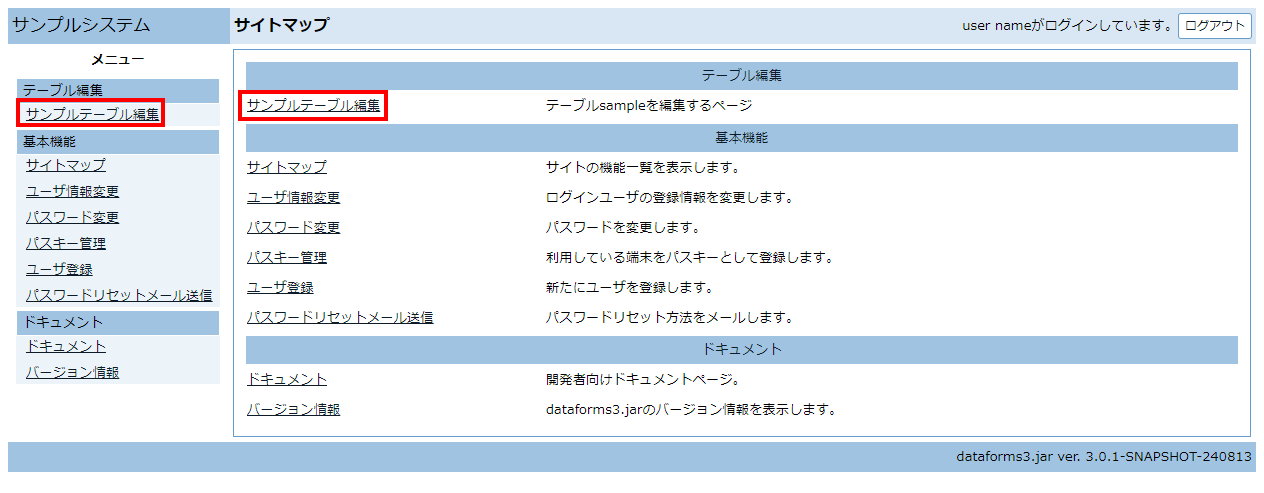 サンプルシステム
サイトマップ
user nameがログインしています。 ログアウト
メニュー
テーブル編集
サンプルテーブル編集
基本機能
サイトマップ
ユーザ情報変更
パスワード変更
パスキー管理
ユーザ登録
パスワードリセットメール送信
ドキュメント
ドキュメント
バージョン情報
テーブル編集
サンプルテーブル編集 テーブルsampleを編集するページ
基本機能
サイトマップ サイトの機能一覧を表示します。
ユーザ情報変更 ログインユーザの登録情報を変更します。
パスワード変更 パスワードを変更します。
パスキー管理 利用している端末をパスキーとして登録します。
ユーザ登録 新たにユーザを登録します。
パスワードリセットメール送信 パスワードリセット方法をメールします。
ドキュメント
ドキュメント 開発者向けドキュメントページ。
バージョン情報 dataforms3.jarのバージョン情報を表示します。
dataforms3.jar ver. 3.0.1-SNAPSHOT-240813